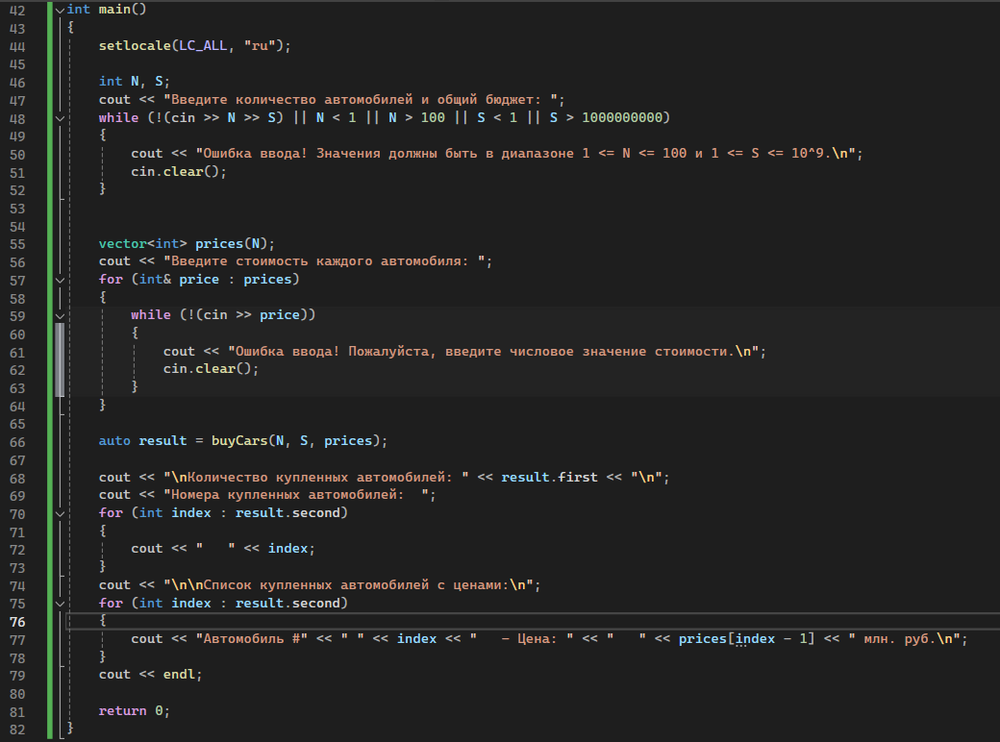 42 int main()
43 {
44     setlocale(LC_ALL, "ru");
45
46     int N, S;
47     cout << "Введите количество автомобилей и общий бюджет: ";
48     while (!(cin >> N >> S) || N < 1 || N > 100 || S < 1 || S > 1000000000)
49     {
50         cout << "Ошибка ввода! Значения должны быть в диапазоне 1 <= N <= 100 и 1 <= S <= 10^9.\n";
51         cin.clear();
52     }
53
54
55     vector<int> prices(N);
56     cout << "Введите стоимость каждого автомобиля: ";
57     for (int& price : prices)
58     {
59         while (!(cin >> price))
60         {
61             cout << "Ошибка ввода! Пожалуйста, введите числовое значение стоимости.\n";
62             cin.clear();
63         }
64     }
65
66     auto result = buyCars(N, S, prices);
67
68     cout << "\nКоличество купленных автомобилей: " << result.first << "\n";
69     cout << "Номера купленных автомобилей:  ";
70     for (int index : result.second)
71     {
72         cout << "   " << index;
73     }
74     cout << "\n\nСписок купленных автомобилей с ценами:\n";
75     for (int index : result.second)
76     {
77         cout << "Автомобиль #" << " " << index << "   - Цена: " << "   " << prices[index - 1] << " млн. руб.\n";
78     }
79     cout << endl;
80
81     return 0;
82 }